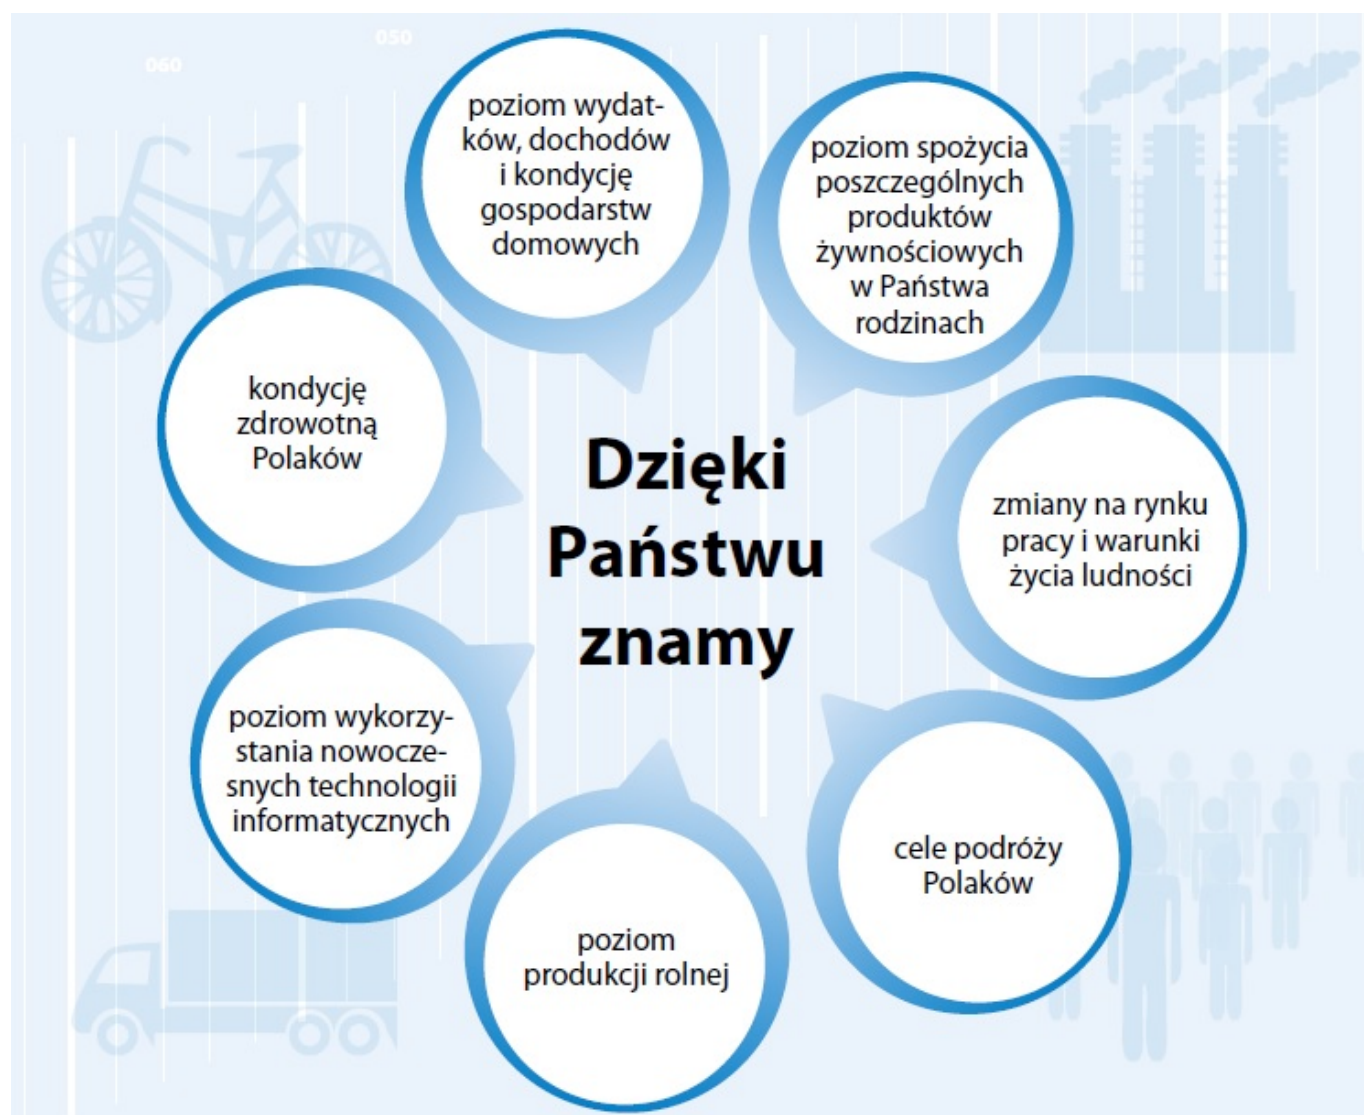 060
050
poziom wydat-
ków, dochodów
i kondycję
gospodarstw
domowych
poziom spożycia
poszczególnych
produktów
żywnościowych
w Państwa
rodzinach
kondycję
zdrowotną
Polaków
Dzięki
Państwu
znamy
zmiany na rynku
pracy i warunki
życia ludności
poziom wykorzy-
stania nowocze-
snych technologii
informatycznych
cele podróży
Polaków
poziom
produkcji rolnej